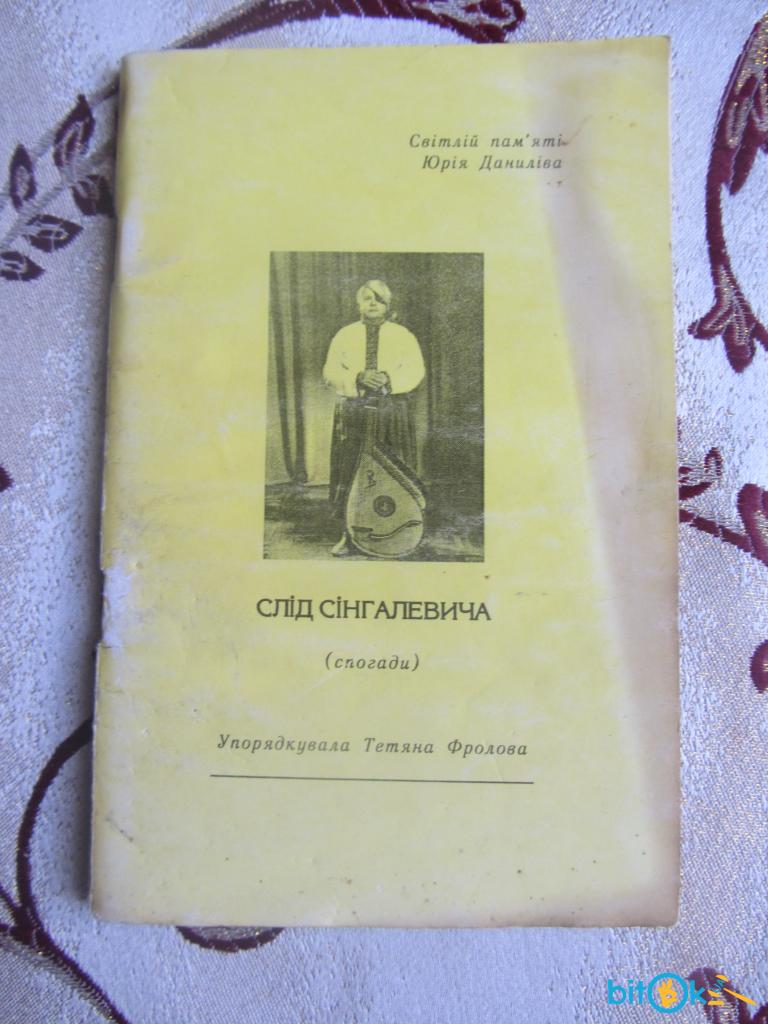 Світлій пам'яті
Юрія Даниліва
СЛІД СІНГАЛЕВИЧА
(спогади)
Упорядкувала Тетяна Фролова
bitOk